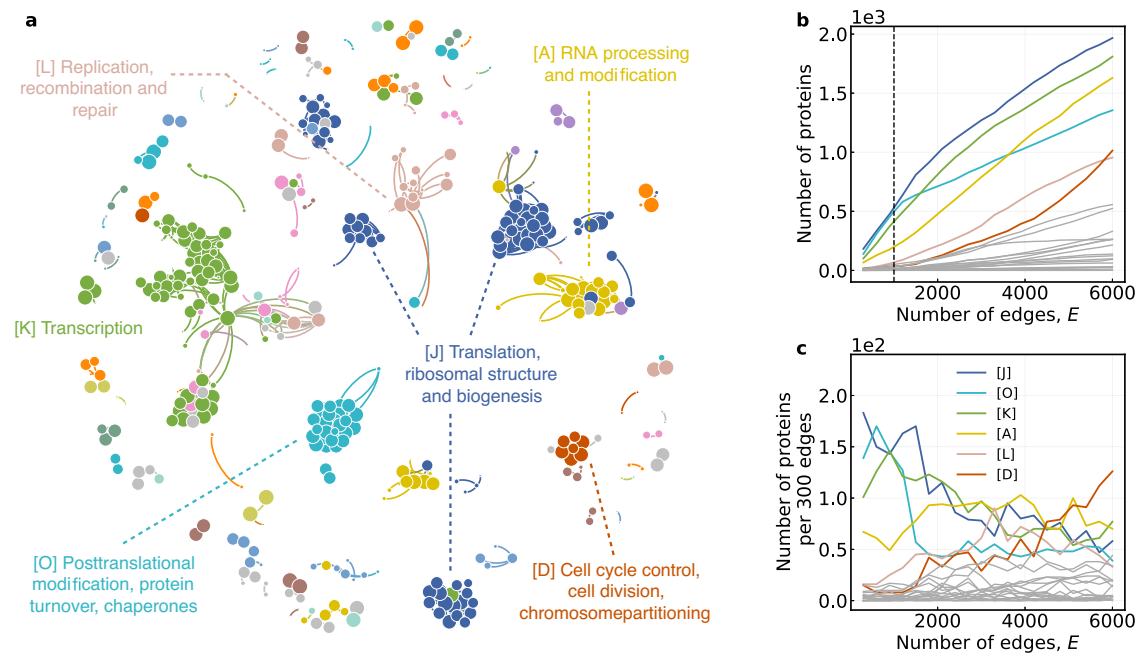 a
[L] Replication,
recombination and
repair
[A] RNA processing
and modification
[K] Transcription
[J] Translation,
ribosomal structure
and biogenesis
[O] Posttranslational
modification, protein
turnover, chaperones
[D] Cell cycle control,
cell division,
chromosomepartitioning
b
1e3
2.0
1.5
1.0
0.5
0.0
Number of proteins
2000
4000
6000
Number of edges, E
c
1e2
2.0
1.5
1.0
0.5
0.0
Number of proteins
per 300 edges
[J]
[O]
[K]
[A]
[L]
[D]
2000
4000
6000
Number of edges, E